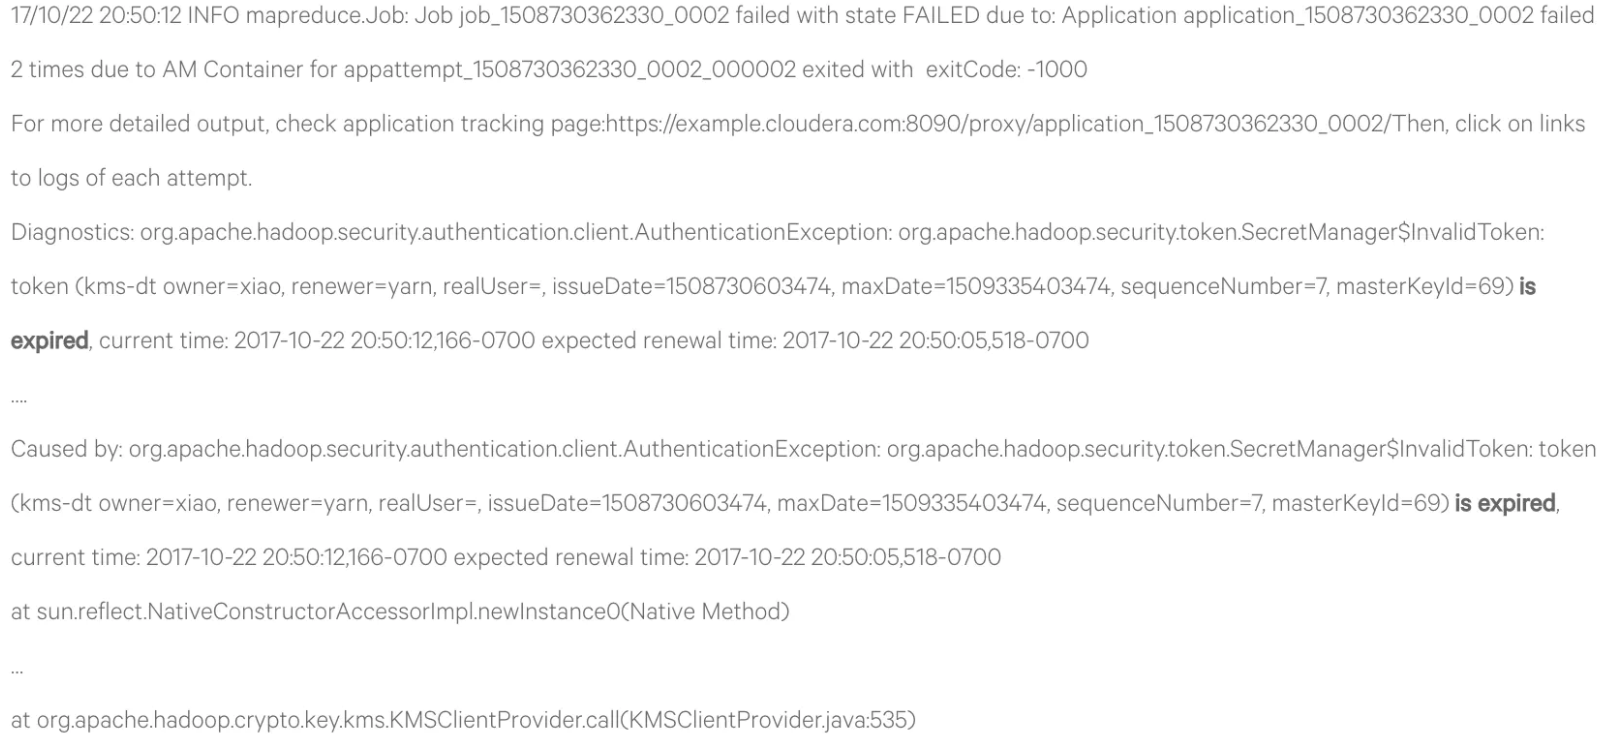 17/10/22 20:50:12 INFO mapreduce.Job: Job job_1508730362330_0002 failed with state FAILED due to: Application application_1508730362330_0002 failed
2 times due to AM Container for appattempt_1508730362330_0002_000002 exited with  exitCode: -1000
For more detailed output, check application tracking page:https://example.cloudera.com:8090/proxy/application_1508730362330_0002/Then, click on links
to logs of each attempt.
Diagnostics: org.apache.hadoop.security.authentication.client.AuthenticationException: org.apache.hadoop.security.token.SecretManager$InvalidToken:
token (kms-dt owner=xiao, renewer=yarn, realUser=, issueDate=1508730603474, maxDate=1509335403474, sequenceNumber=7, masterKeyId=69) is
expired, current time: 2017-10-22 20:50:12,166-0700 expected renewal time: 2017-10-22 20:50:05,518-0700
....
Caused by: org.apache.hadoop.security.authentication.client.AuthenticationException: org.apache.hadoop.security.token.SecretManager$InvalidToken: token
(kms-dt owner=xiao, renewer=yarn, realUser=, issueDate=1508730603474, maxDate=1509335403474, sequenceNumber=7, masterKeyId=69) is expired,
current time: 2017-10-22 20:50:12,166-0700 expected renewal time: 2017-10-22 20:50:05,518-0700
at sun.reflect.NativeConstructorAccessorImpl.newInstance0(Native Method)
...
at org.apache.hadoop.crypto.key.kms.KMSClientProvider.call(KMSClientProvider.java:535)